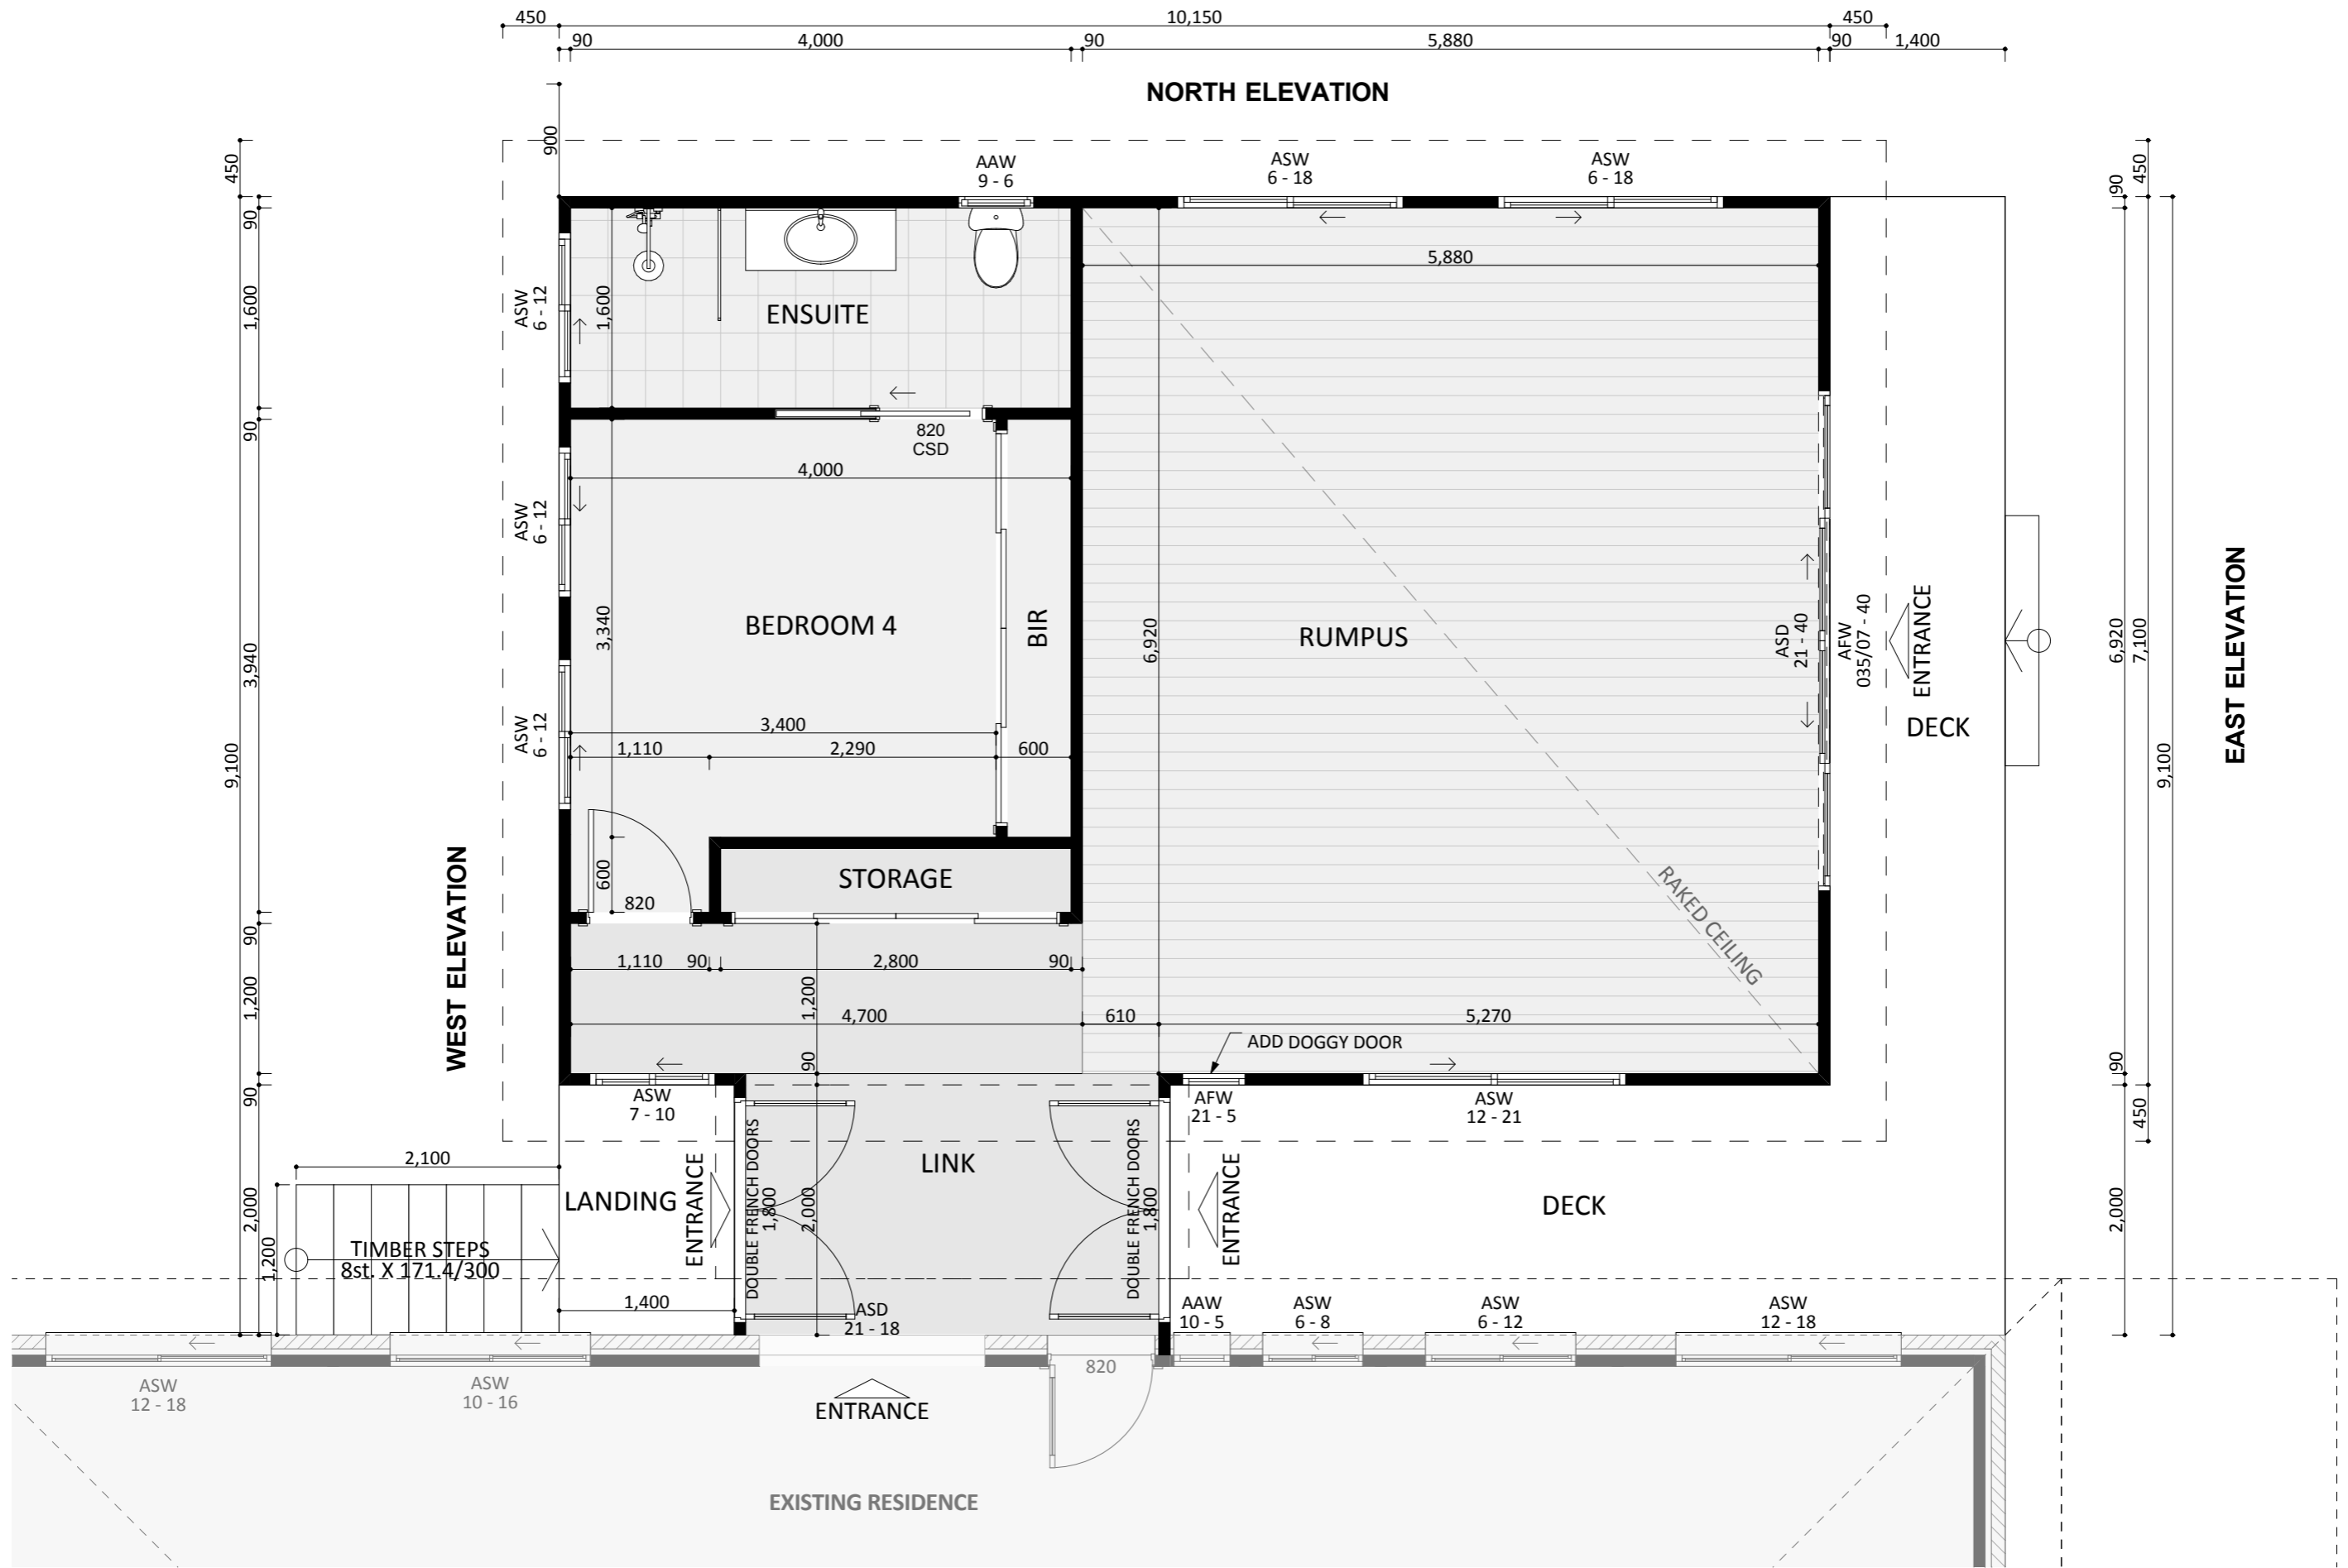 450
10,150
450
90
4,000
90
5,880
90
1,400
NORTH ELEVATION
900
450
90
1,600
90
3,940
9,100
90
1,200
90
2,000
1,200
WEST ELEVATION
AAW
9 - 6
ASW
6 - 18
ASW
6 - 18
ASW
6 - 12
1,600
ENSUITE
5,880
820
CSD
4,000
ASW
6 - 12
3,340
BEDROOM 4
BIR
6,920
RUMPUS
ASW
6 - 12
3,400
1,110
2,290
600
ASD
21 - 40
AFW
035/07 - 40
ENTRANCE
DECK
450
90
6,920
7,100
9,100
90
450
2,000
EAST ELEVATION
600
820
STORAGE
RAKED CEILING
1,110
90
2,800
90
1,200
4,700
610
5,270
90
ADD DOGGY DOOR
ASW
7 - 10
AFW
21 - 5
ASW
12 - 21
2,100
LANDING
ENTRANCE
DOUBLE FRENCH DOORS
1,800
2,000
LINK
DOUBLE FRENCH DOORS
1,800
ENTRANCE
DECK
TIMBER STEPS
8st. X 171.4/300
1,400
ASD
21 - 18
AAW
10 - 5
ASW
6 - 8
ASW
6 - 12
ASW
12 - 18
ASW
12 - 18
ASW
10 - 16
820
ENTRANCE
EXISTING RESIDENCE